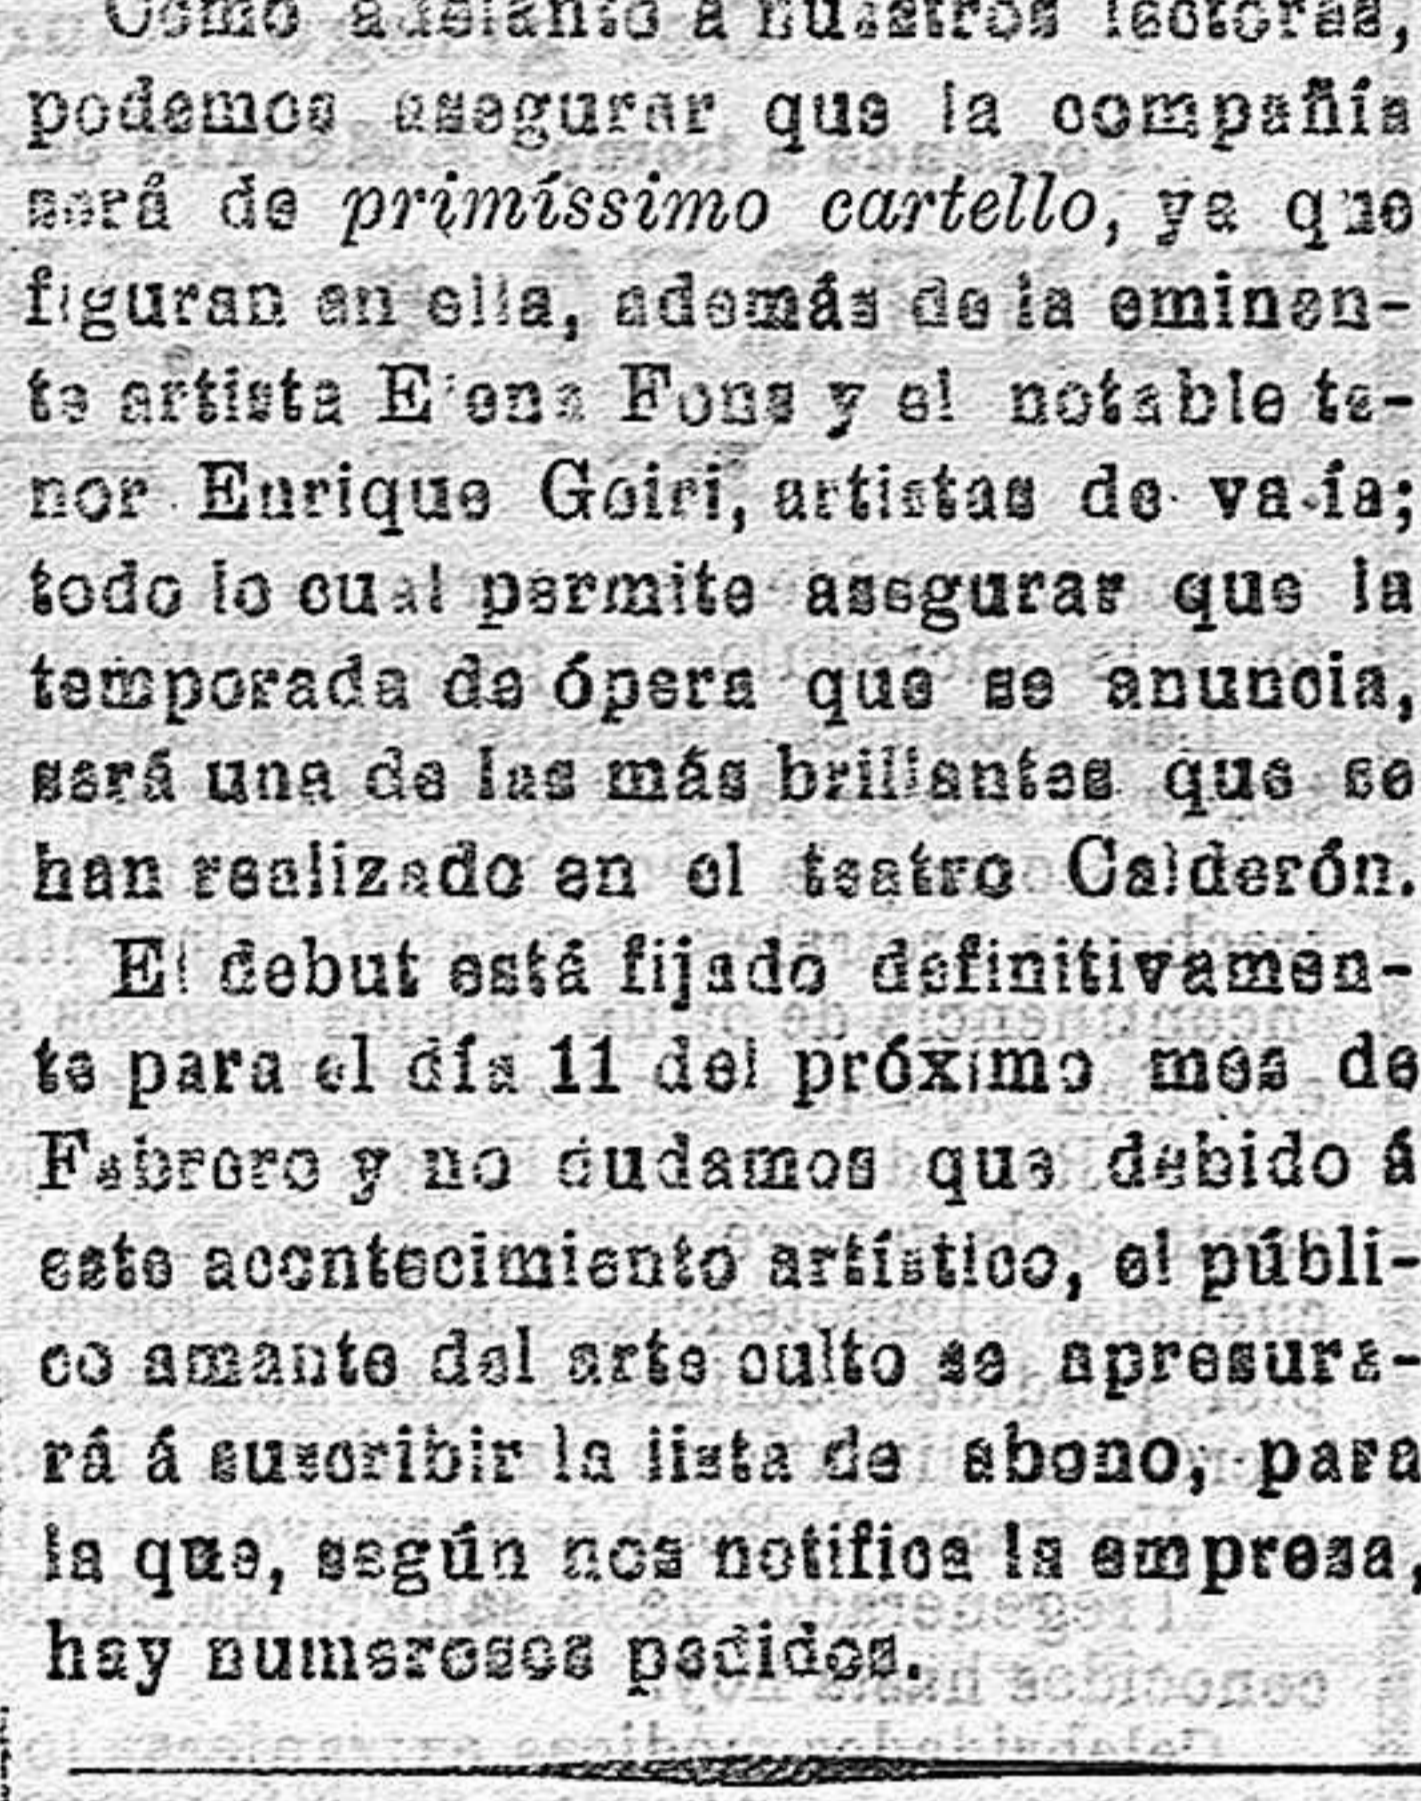 Como adelanto a nuestros lectores,
podemos asegurar que la compañía
será de primíssimo cartello, ya que
figuran en ella, además de la eminen-
te artista Elena Fons y el notable te-
nor Enrique Goiri, artistas de valía;
todo lo cual permite asegurar que la
temporada de ópera que se anuncia,
será una de las más brillantes que se
han realizado en el teatro Calderón.
El debut está fijado definitivamen-
te para el día 11 del próximo mes de
Febrero y no dudamos que debido á
este acontecimiento artístico, el públi-
co amante del arte culto se apresura-
rá á suscribir la lista de abono, para
la que, según nos notifica la empresa,
hay numerosos pedidos.